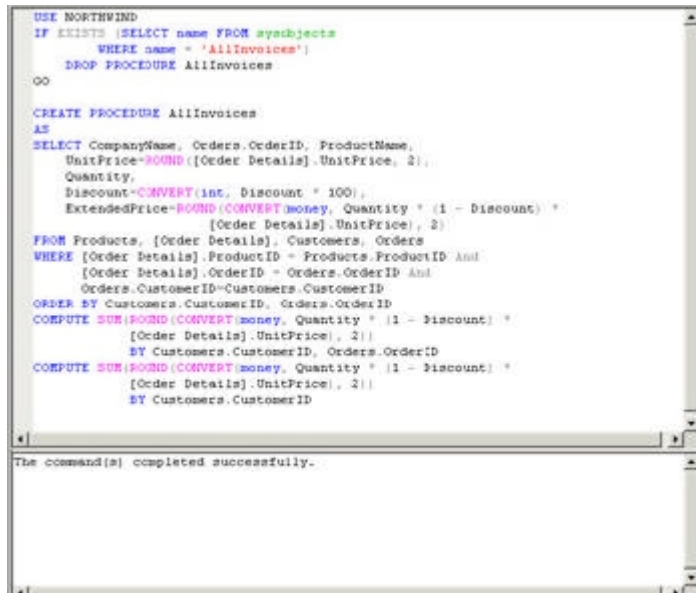 USE NORTHWIND
IF EXISTS (SELECT name FROM sysobjects
WHERE name = 'AllInvoices')
DROP PROCEDURE AllInvoices
GO
CREATE PROCEDURE AllInvoices
AS
SELECT CompanyName, Orders.OrderID, ProductName,
UnitPrice=ROUND([Order Details].UnitPrice, 2),
Quantity,
Discount=CONVERT(int, Discount * 100),
ExtendedPrice=ROUND(CONVERT(money, Quantity * (1 - Discount) *
[Order Details].UnitPrice), 2)
FROM Products, [Order Details], Customers, Orders
WHERE [Order Details].ProductID = Products.ProductID And
[Order Details].OrderID = Orders.OrderID And
Orders.CustomerID=Customers.CustomerID
ORDER BY Customers.CustomerID, Orders.OrderID
COMPUTE SUM(ROUND(CONVERT(money, Quantity * (1 - Discount) *
[Order Details].UnitPrice), 2))
BY Customers.CustomerID, Orders.OrderID
COMPUTE SUM(ROUND(CONVERT(money, Quantity * (1 - Discount) *
[Order Details].UnitPrice), 2))
BY Customers.CustomerID
The command(s) completed successfully.